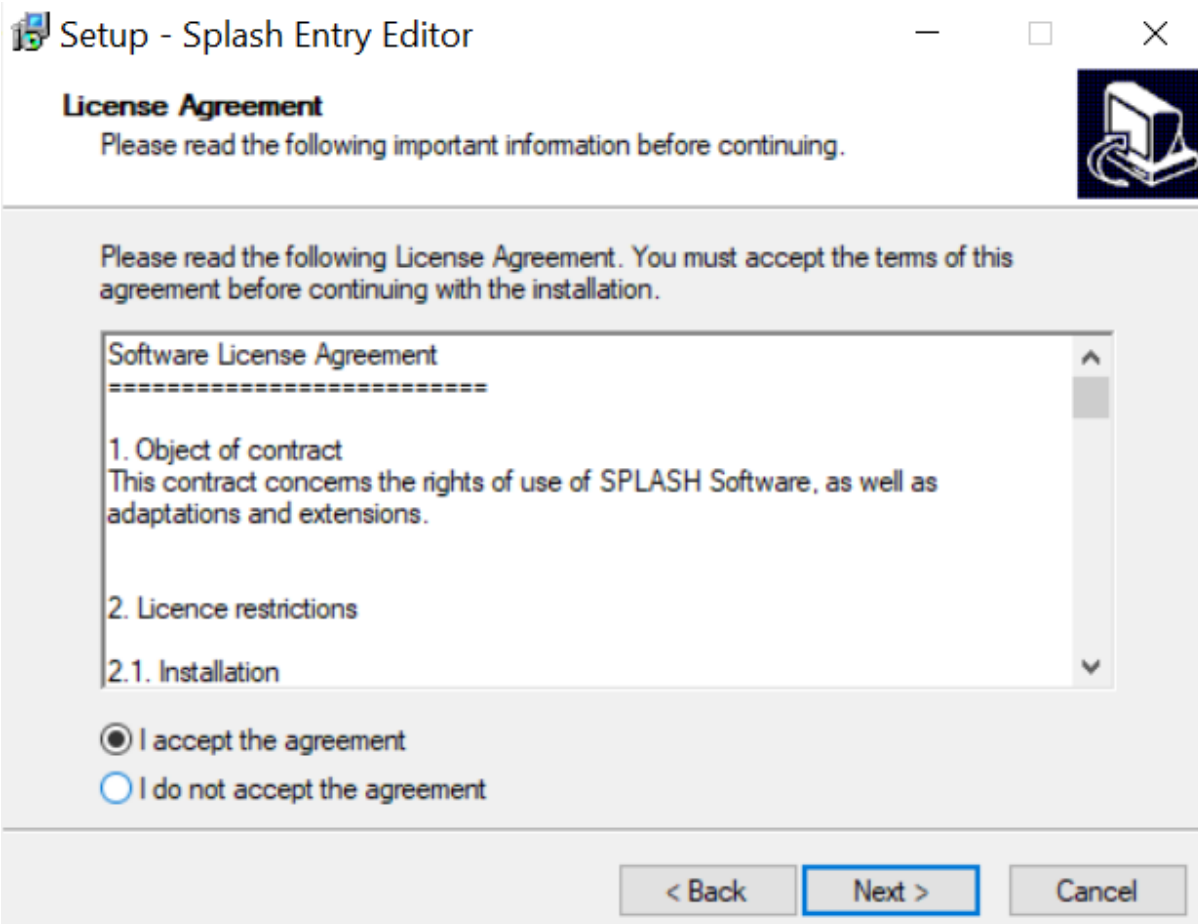 Setup - Splash Entry Editor
License Agreement
Please read the following important information before continuing.
Please read the following License Agreement. You must accept the terms of this
agreement before continuing with the installation.
Software License Agreement
==========================
1. Object of contract
This contract concerns the rights of use of SPLASH Software, as well as
adaptations and extensions.
2. Licence restrictions
2.1. Installation
I accept the agreement
I do not accept the agreement
< Back
Next >
Cancel